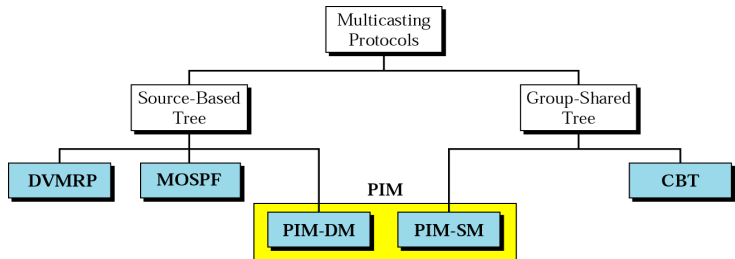 Multicasting
Protocols
Source-Based
Tree
Group-Shared
Tree
DVMRP
MOSPF
PIM
CBT
PIM-DM
PIM-SM